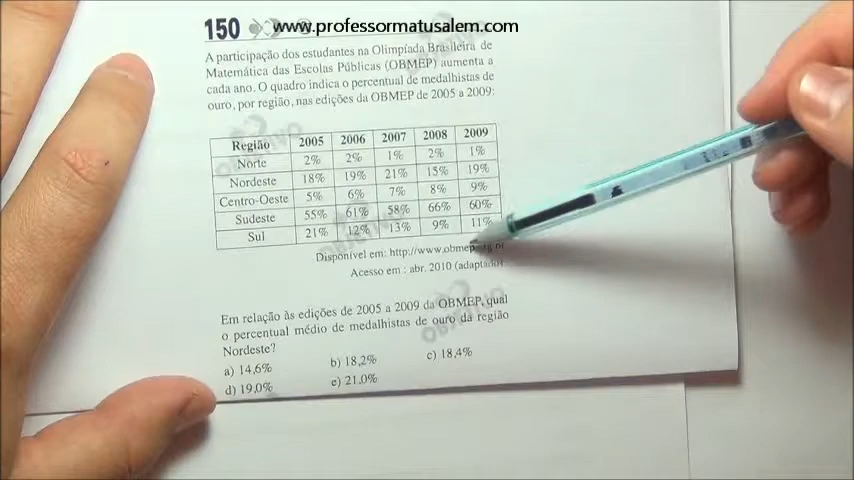 www.professormatusalem.com
150
A participação dos estudantes na Olimpíada Brasileira de
Matemática das Escolas Públicas (OBMEP) aumenta a
cada ano. O quadro indica o percentual de medalhistas de
ouro, por região, nas edições da OBMEP de 2005 a 2009:
Região 2005 2006 2007 2008 2009
Norte 2% 2% 1% 2% 1%
Nordeste 18% 19% 21% 15% 19%
Centro-Oeste 5% 6% 7% 8% 9%
Sudeste 55% 61% 58% 66% 60%
Sul 21% 12% 13% 9% 11%
Disponível em: http://www.obmep.org.br
Acesso em : abr. 2010 (adaptado)
Em relação às edições de 2005 a 2009 da OBMEP, qual
o percentual médio de medalhistas de ouro da região
Nordeste?
a) 14,6% b) 18,2% c) 18,4%
d) 19,0% e) 21,0%
OBJETIVO
OBJETIVO
OBJETIVO